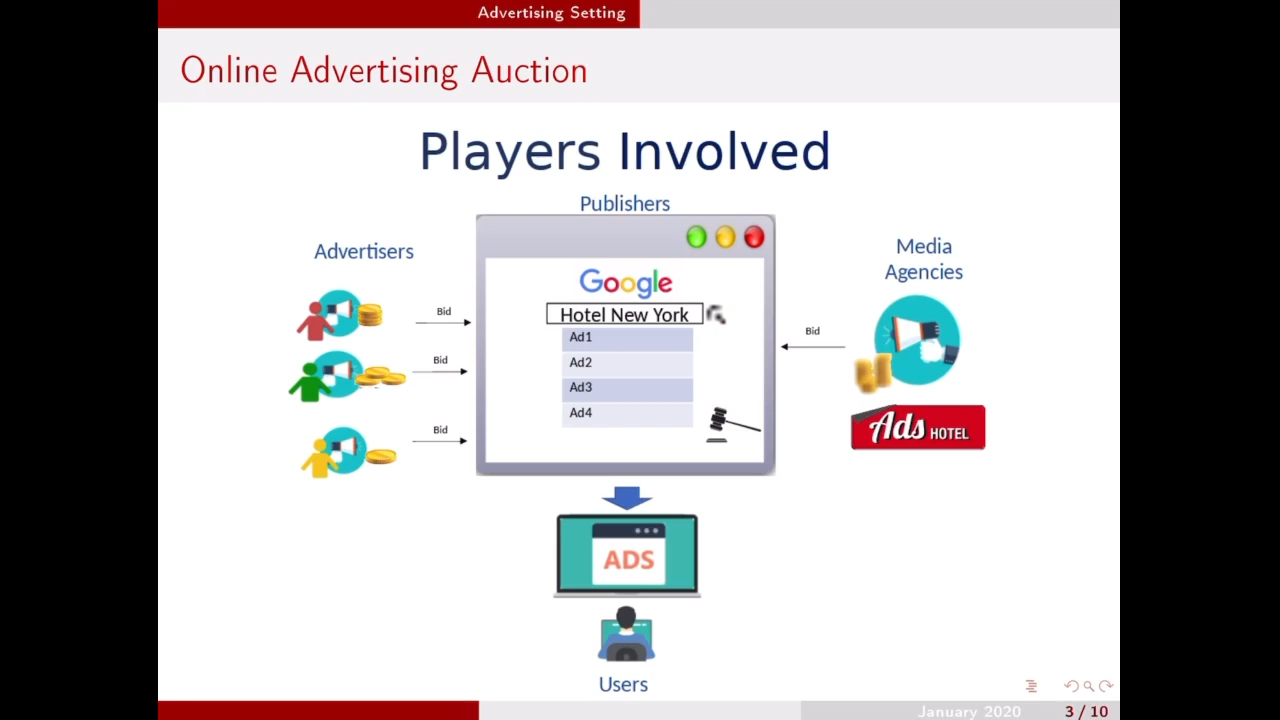 Advertising Setting
Online Advertising Auction
Players Involved
Publishers
Advertisers
Media
Agencies
Google
Hotel New York
Bid
Bid
Bid
Bid
Ad1
Ad2
Ad3
Ad4
Ads HOTEL
ADS
Users
January 2020
3 / 10